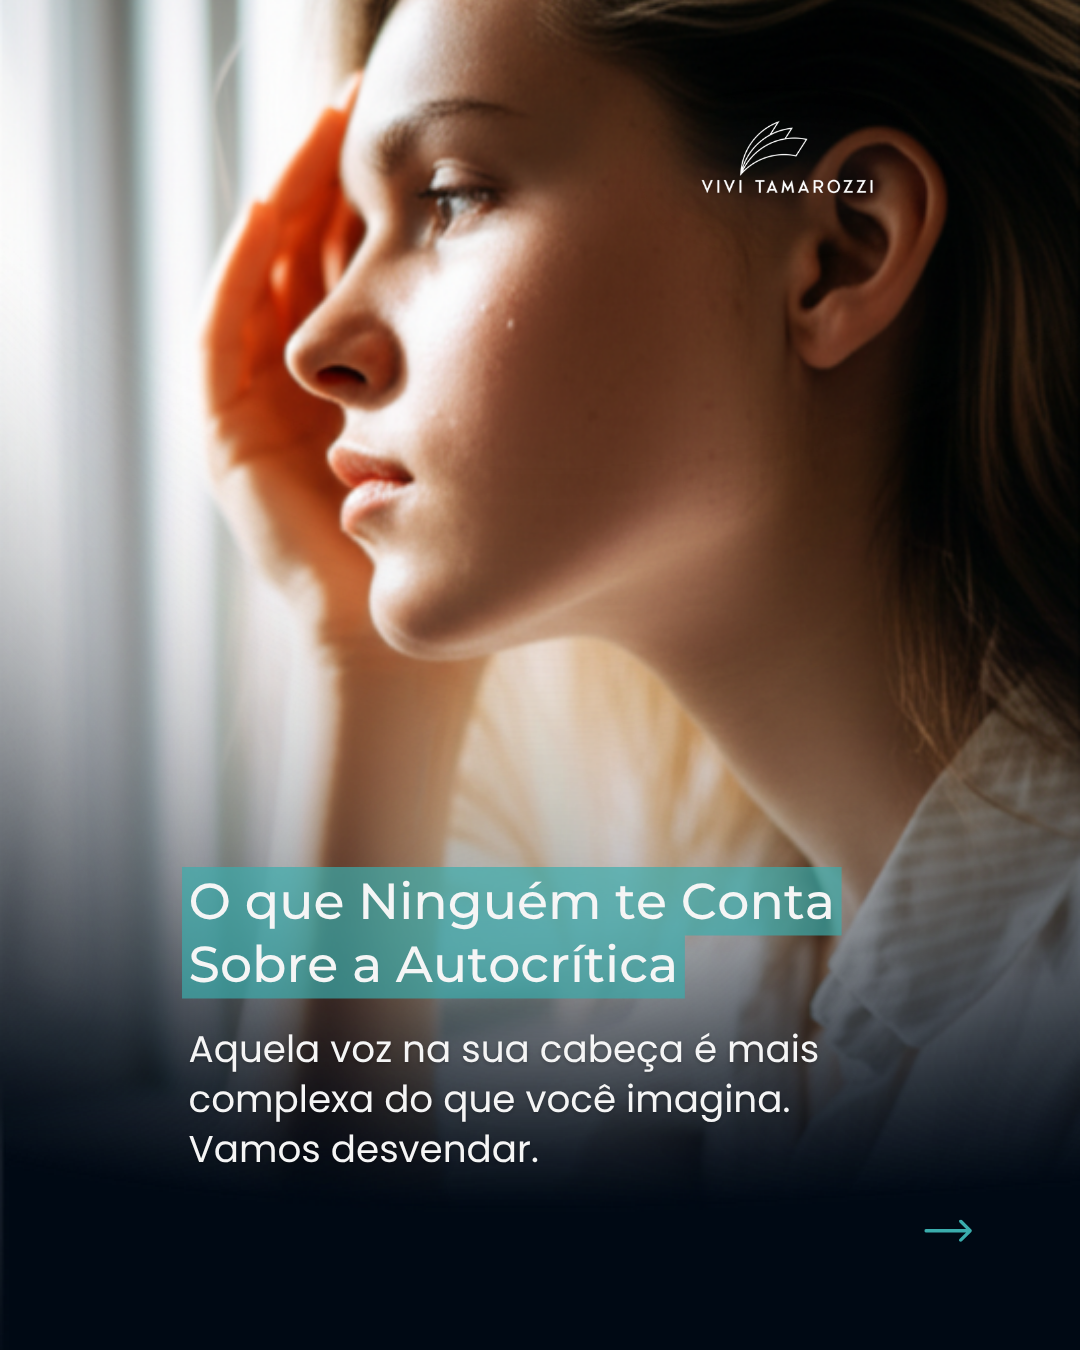 VIVI TAMAROZZI
O que Ninguém te Conta
Sobre a Autocrítica
Aquela voz na sua cabeça é mais
complexa do que você imagina.
Vamos desvendar.